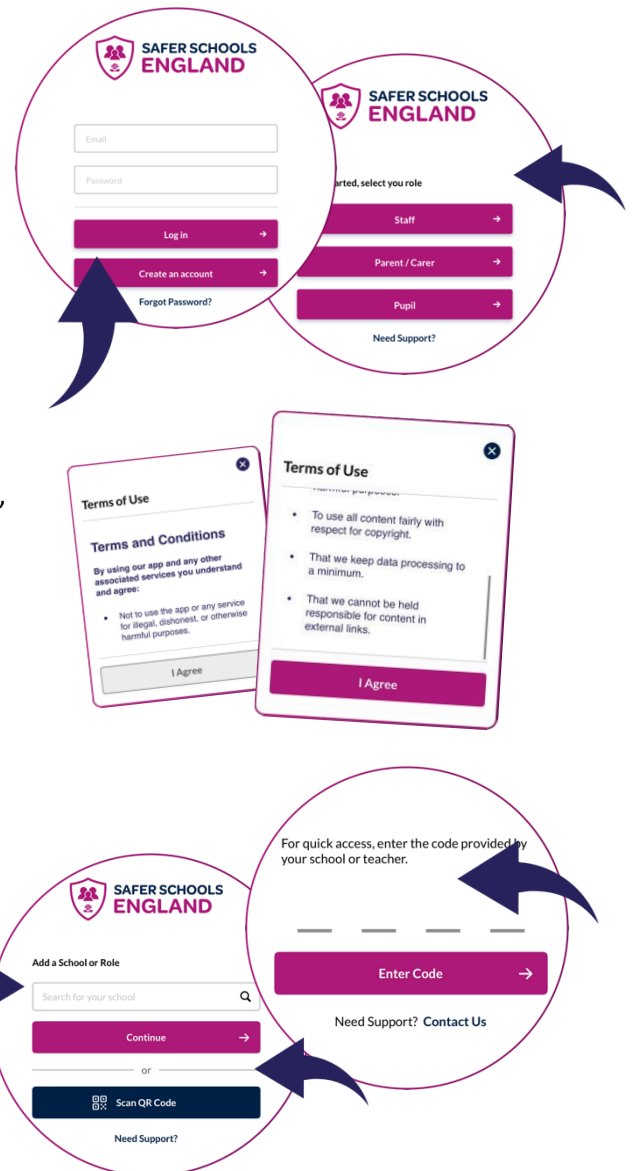 SAFER SCHOOLS
ENGLAND
Email
Password
Log in
Create an account
Forgot Password?
SAFER SCHOOLS
ENGLAND
arted, select you role
Staff
Parent / Carer
Pupil
Need Support?
,
Terms of Use
Terms and Conditions
By using our app and any other
associated services you understand
and agree:
• Not to use the app or any service
for illegal, dishonest, or otherwise
harmful purposes.
I Agree
Terms of Use
harmful purposes.
• To use all content fairly with
respect for copyright.
• That we keep data processing to
a minimum.
• That we cannot be held
responsible for content in
external links.
I Agree
For quick access, enter the code provided by
your school or teacher.
Enter Code
Need Support? Contact Us
SAFER SCHOOLS
ENGLAND
Add a School or Role
Search for your school
Continue
or
Scan QR Code
Need Support?